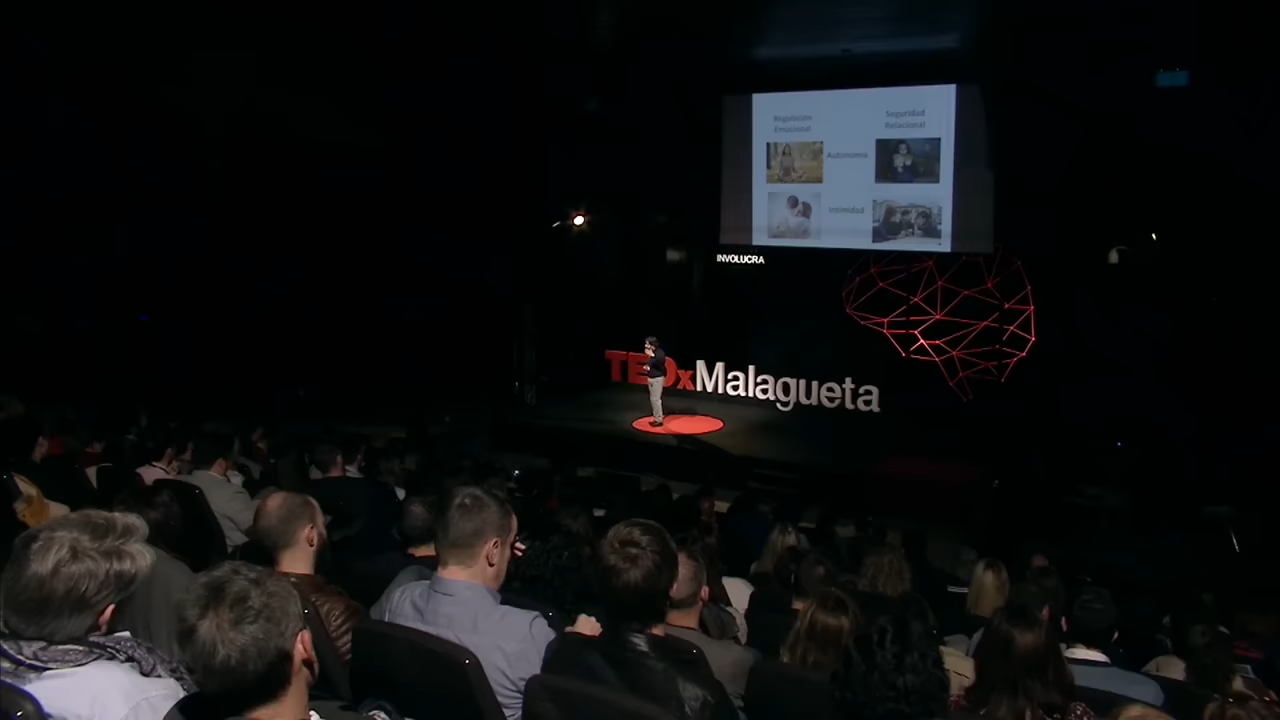 Regulación
Emocional
Seguridad
Relacional
Autonomía
Intimidad
INVOLUCRA
TEDxMalagueta